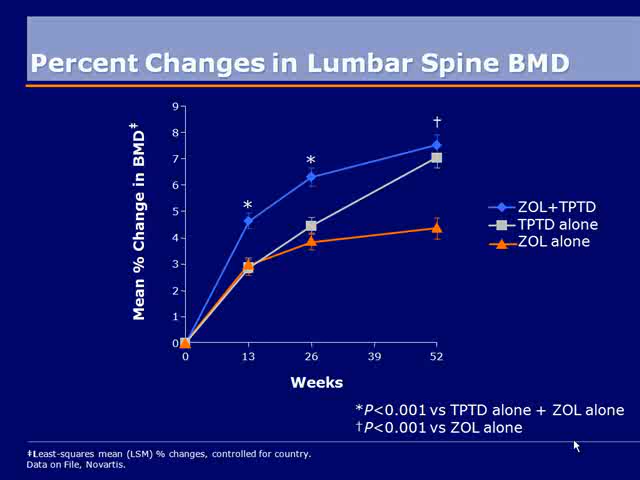 Percent Changes in Lumbar Spine BMD
Mean % Change in BMD‡
9
8
7
6
5
4
3
2
1
0
0 13 26 39 52
Weeks
* * †
ZOL+TPTD
TPTD alone
ZOL alone
*P<0.001 vs TPTD alone + ZOL alone
†P<0.001 vs ZOL alone
‡Least-squares mean (LSM) % changes, controlled for country.
Data on File, Novartis.